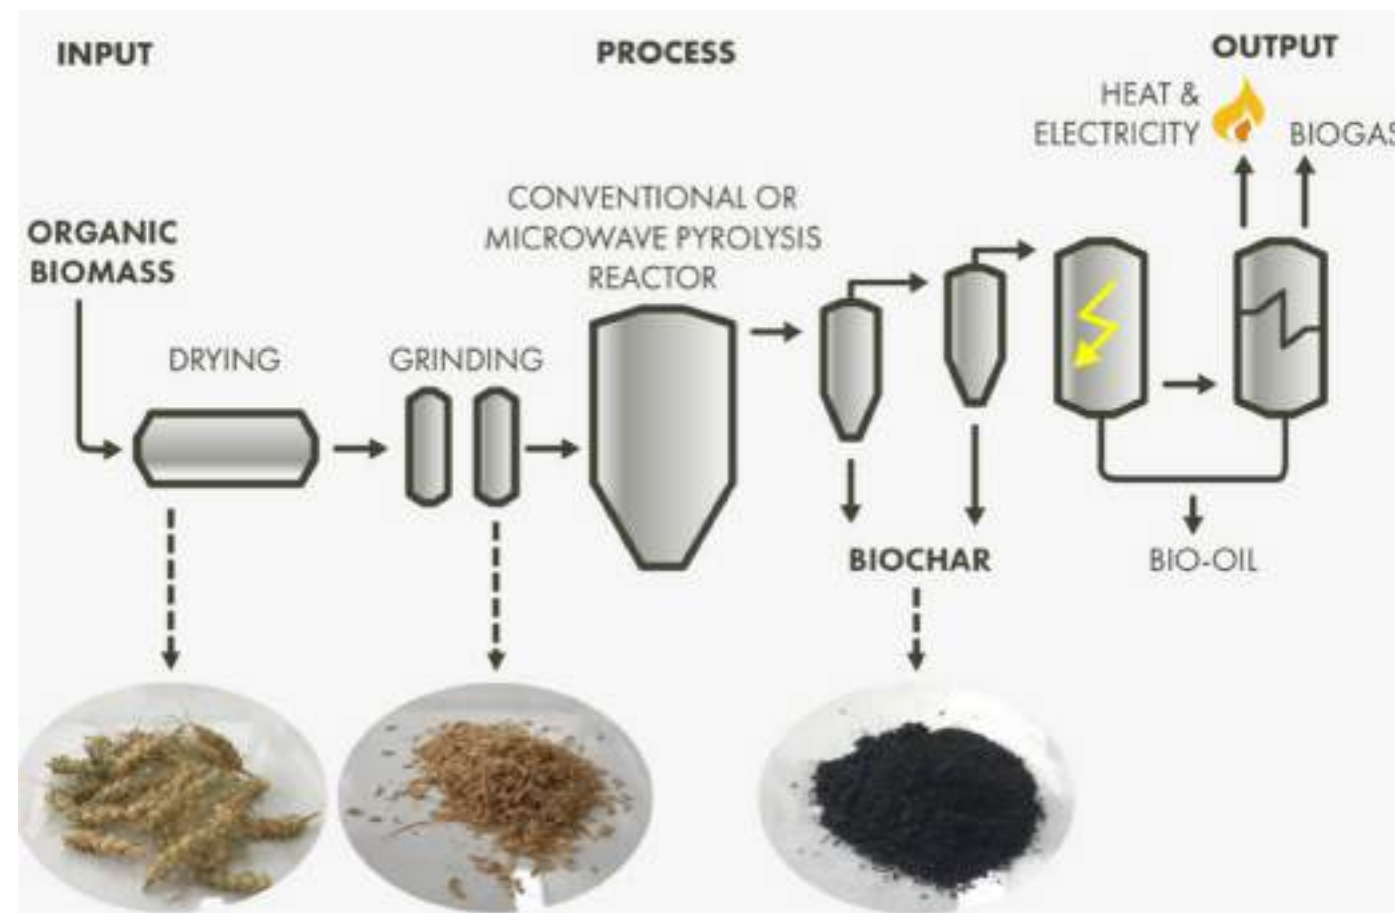 INPUT
PROCESS
OUTPUT
HEAT &
ELECTRICITY
BIOGAS
ORGANIC
BIOMASS
DRYING
GRINDING
CONVENTIONAL OR
MICROWAVE PYROLYSIS
REACTOR
BIOCHAR
BIO-OIL